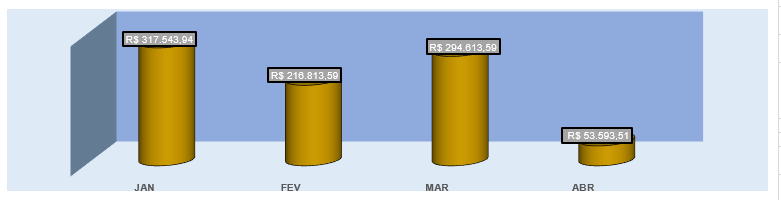 R$ 317.543,94
R$ 216.813,59
R$ 294.613,59
R$ 53.593,51
JAN
FEV
MAR
ABR